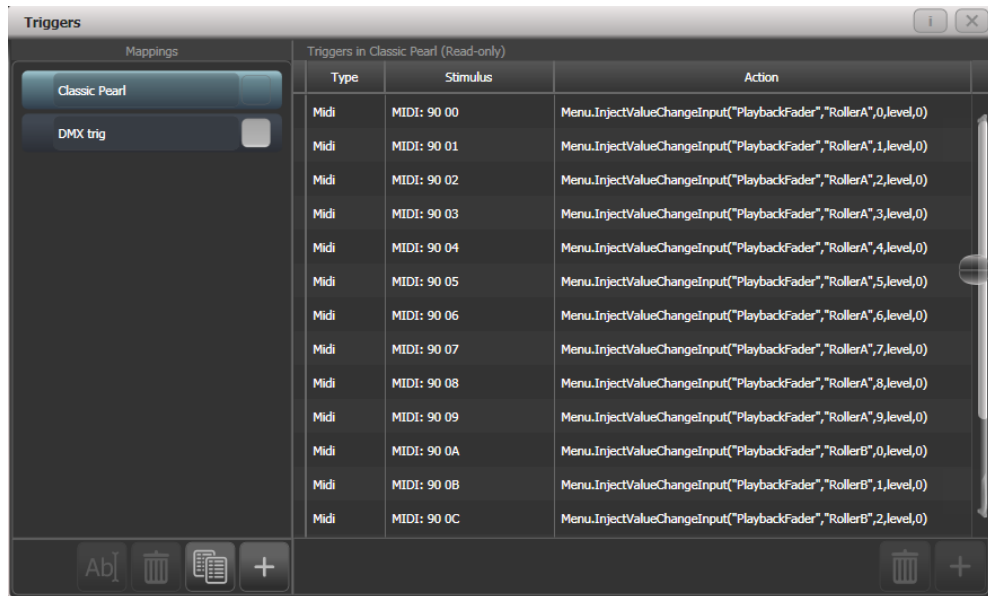 Triggers
i
Mappings
Triggers in Classic Pearl (Read-only)
Classic Pearl
DMX trig
Type Stimulus Action
Midi MIDI: 90 00 Menu.InjectValueChangeInput("PlaybackFader","RollerA",0,level,0)
Midi MIDI: 90 01 Menu.InjectValueChangeInput("PlaybackFader","RollerA",1,level,0)
Midi MIDI: 90 02 Menu.InjectValueChangeInput("PlaybackFader","RollerA",2,level,0)
Midi MIDI: 90 03 Menu.InjectValueChangeInput("PlaybackFader","RollerA",3,level,0)
Midi MIDI: 90 04 Menu.InjectValueChangeInput("PlaybackFader","RollerA",4,level,0)
Midi MIDI: 90 05 Menu.InjectValueChangeInput("PlaybackFader","RollerA",5,level,0)
Midi MIDI: 90 06 Menu.InjectValueChangeInput("PlaybackFader","RollerA",6,level,0)
Midi MIDI: 90 07 Menu.InjectValueChangeInput("PlaybackFader","RollerA",7,level,0)
Midi MIDI: 90 08 Menu.InjectValueChangeInput("PlaybackFader","RollerA",8,level,0)
Midi MIDI: 90 09 Menu.InjectValueChangeInput("PlaybackFader","RollerA",9,level,0)
Midi MIDI: 90 0A Menu.InjectValueChangeInput("PlaybackFader","RollerB",0,level,0)
Midi MIDI: 90 0B Menu.InjectValueChangeInput("PlaybackFader","RollerB",1,level,0)
Midi MIDI: 90 0C Menu.InjectValueChangeInput("PlaybackFader","RollerB",2,level,0)
Ab